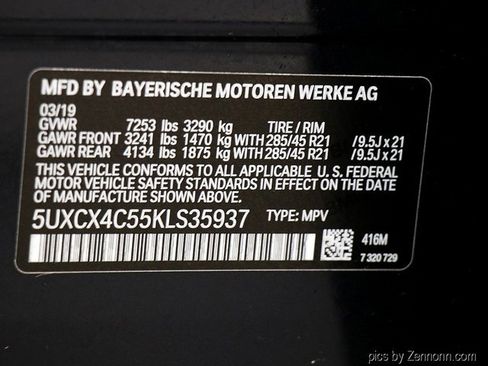 MFD BY BAYERISCHE MOTOREN WERKE AG
03/19
GVWR 7253 lbs 3290 kg TIRE / RIM
GAWR FRONT 3241 lbs 1470 kg WITH 285/45 R21 / 9.5J x 21
GAWR REAR 4134 lbs 1875 kg WITH 285/45 R21 / 9.5J x 21
THIS VEHICLE CONFORMS TO ALL APPLICABLE U.S. FEDERAL
MOTOR VEHICLE SAFETY STANDARDS IN EFFECT ON THE DATE OF
MANUFACTURE SHOWN ABOVE.
5UXCX4C55KLS35937 TYPE: MPV
416M
7 320 729
pics by Zennonn.com